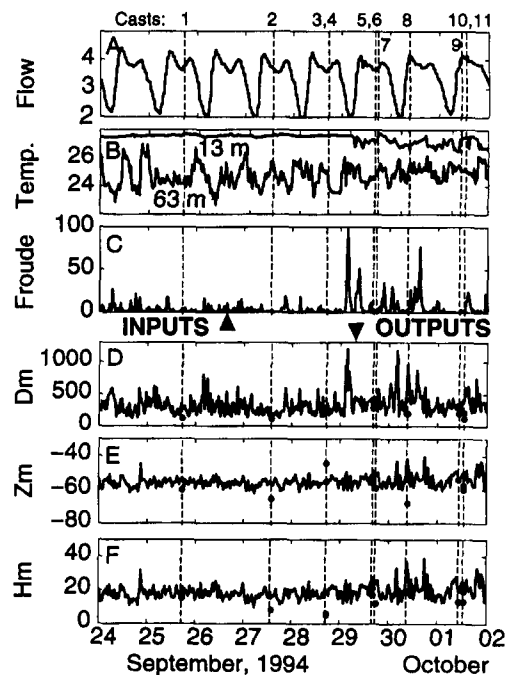 Casts: 1 2 3,4 5,6 8 10,11
A 7 9
Flow
4
3
2
B
Temp.
26
24
13 m
63 m
C
Froude
100
50
0
INPUTS ▲ ▼ OUTPUTS
D
Dm
1000
500
0
E
Zm
-40
-60
-80
F
Hm
40
20
0
24 25 26 27 28 29 30 01 02
September, 1994 October